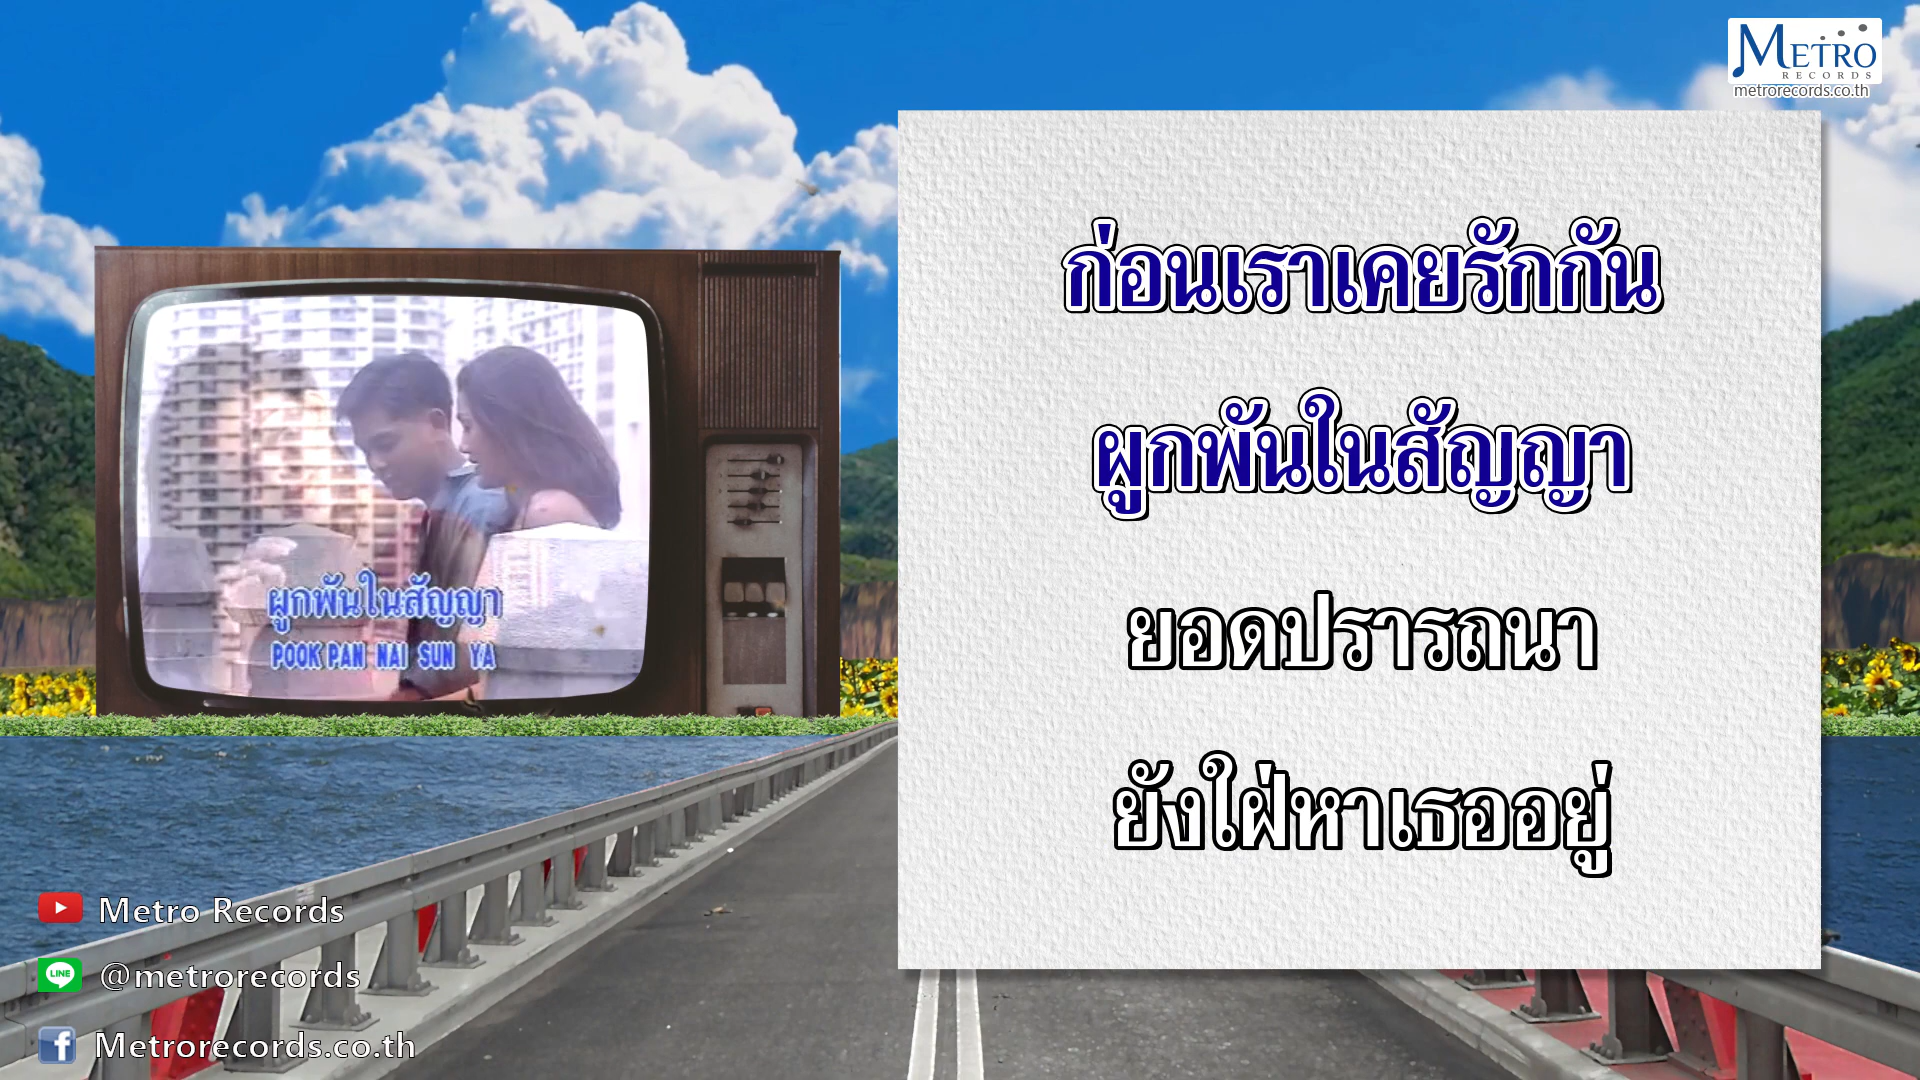 METRO
RECORDS
metrorecords.co.th
ก่อนเราเคยรักกัน
ผูกพันในสัญญา
ยอดปรารถนา
ยังใฝ่หาเธออยู่
ผูกพันในสัญญา
POOK PAN NAI SUN YA
Metro Records
LINE
@metrorecords
f
Metrorecords.co.th